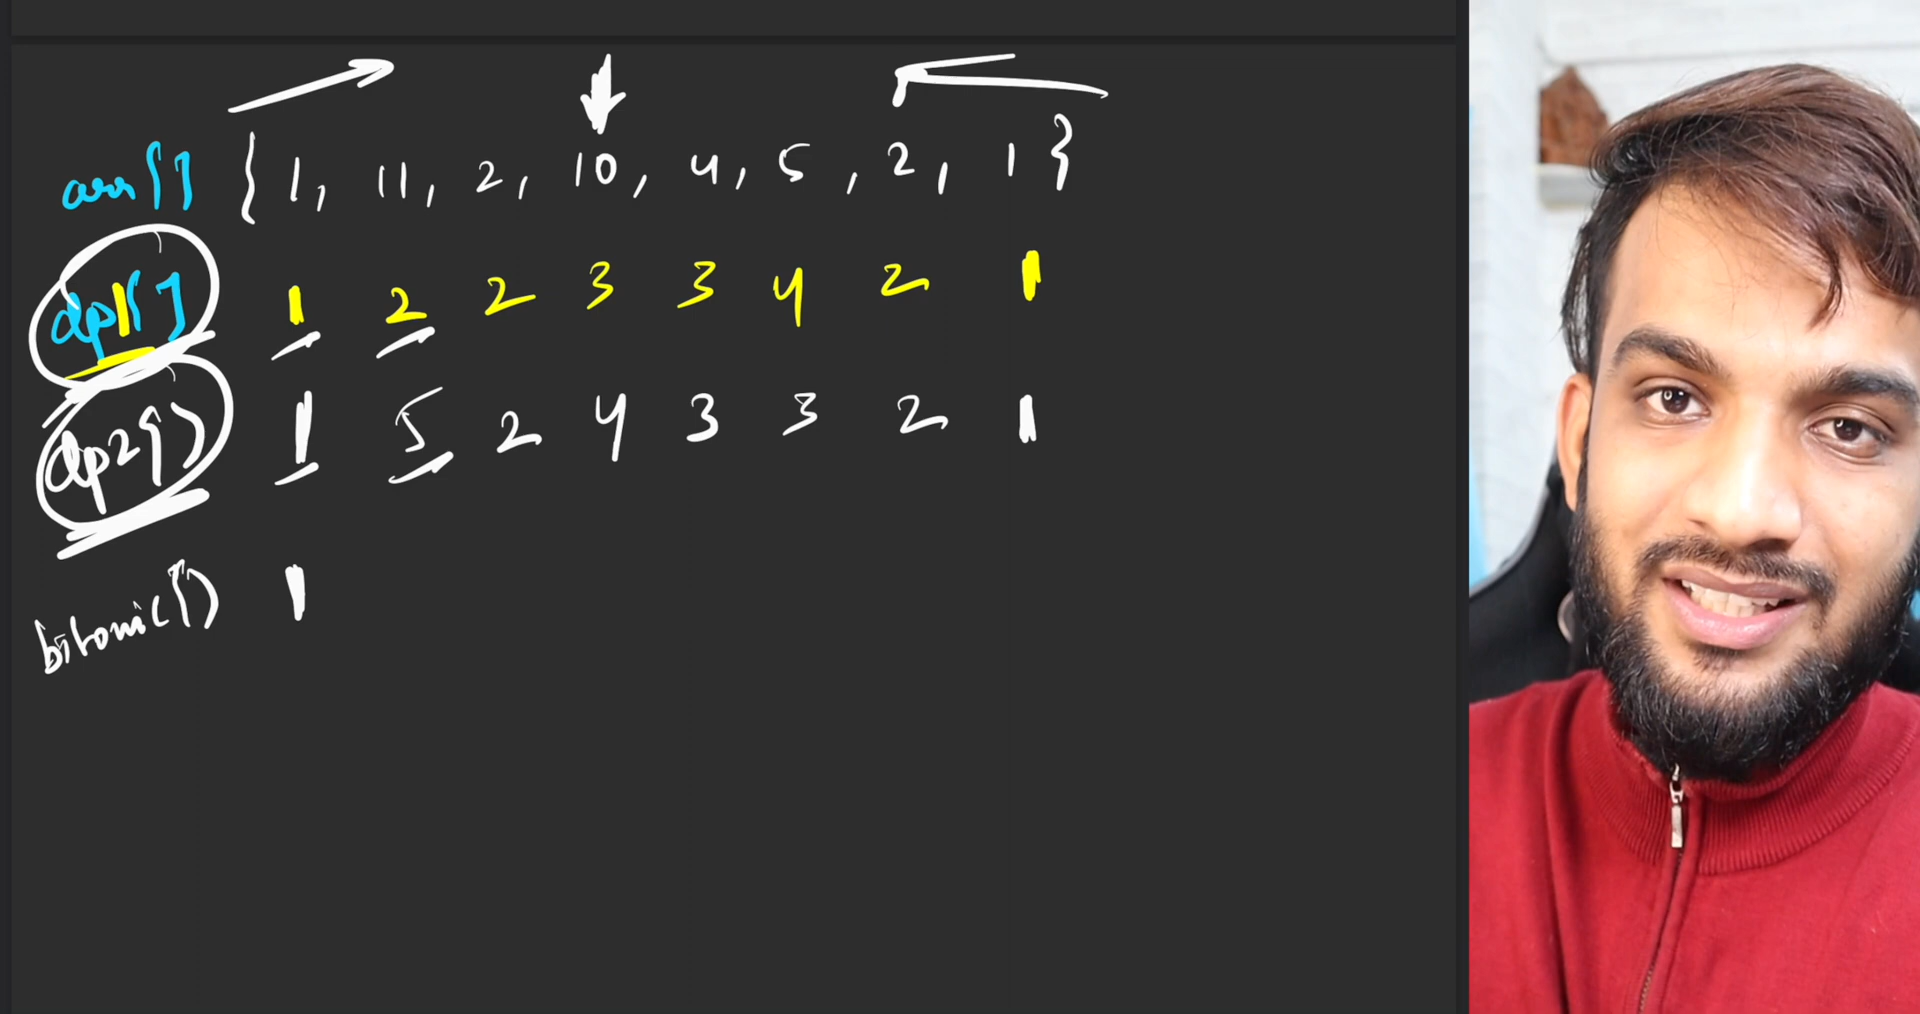 arr[] {1, 11, 2, 10, 4, 5, 2, 1}
dp1[] 1 2 2 3 3 4 2 1
dp2[] 1 5 2 4 3 3 2 1
bitonic[] 1